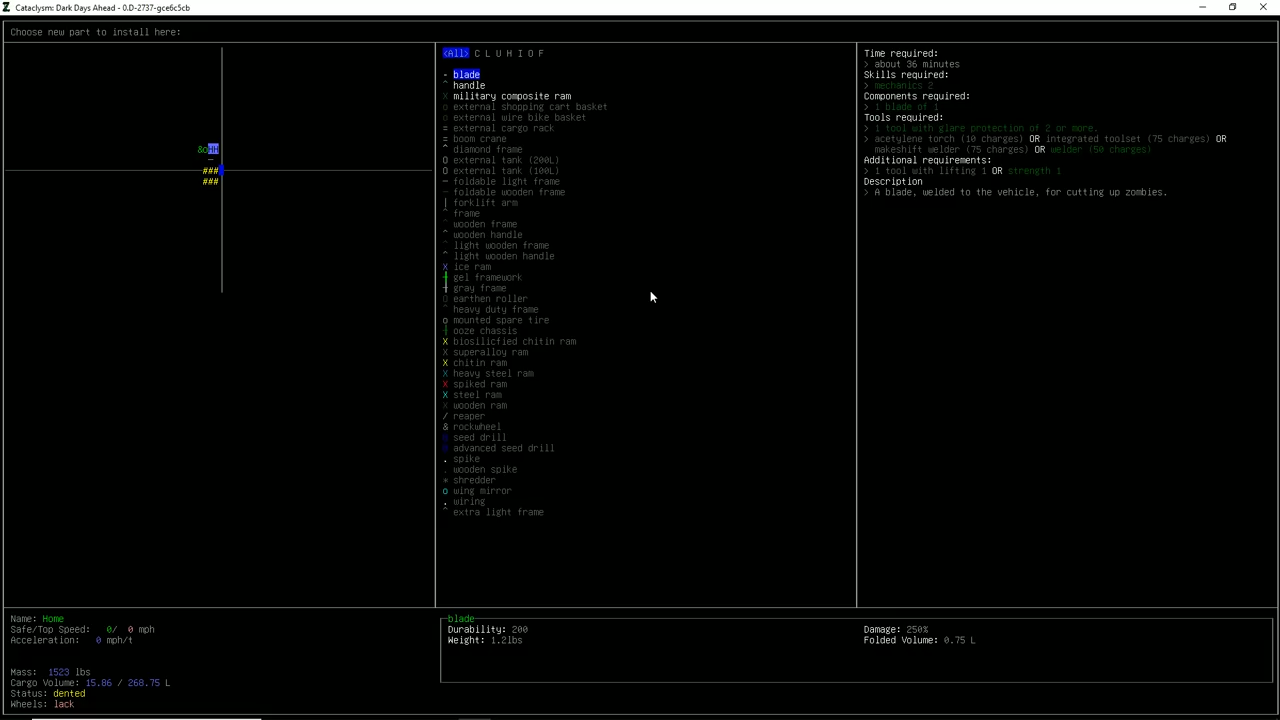 Cataclysm: Dark Days Ahead - 0.D-2737-gce6c5cb
Choose new part to install here:
<All> C L U H I O F
- blade
^ handle
X military composite ram
o external shopping cart basket
o external wire bike basket
= external cargo rack
= boom crane
^ diamond frame
O external tank (200L)
O external tank (100L)
— foldable light frame
— foldable wooden frame
| forklift arm
^ frame
^ wooden frame
^ wooden handle
^ light wooden frame
^ light wooden handle
X ice ram
┼ gel framework
┼ gray frame
O earthen roller
^ heavy duty frame
o mounted spare tire
┼ ooze chassis
X biosilicfied chitin ram
X superalloy ram
X chitin ram
X heavy steel ram
X spiked ram
X steel ram
X wooden ram
/ reaper
& rockwheel
seed drill
advanced seed drill
. spike
. wooden spike
* shredder
o wing mirror
. wiring
^ extra light frame
&oHH
—
###
###
Time required:
> about 36 minutes
Skills required:
> mechanics 2
Components required:
> 1 blade of 1
Tools required:
> 1 tool with glare protection of 2 or more.
> acetylene torch (10 charges) OR integrated toolset (75 charges) OR
makeshift welder (75 charges) OR welder (50 charges)
Additional requirements:
> 1 tool with lifting 1 OR strength 1
Description
> A blade, welded to the vehicle, for cutting up zombies.
Name: Home
Safe/Top Speed: 0/ 0 mph
Acceleration: 0 mph/t
Mass: 1523 lbs
Cargo Volume: 15.86 / 268.75 L
Status: dented
Wheels: lack
blade
Durability: 200
Weight: 1.2lbs
Damage: 250%
Folded Volume: 0.75 L